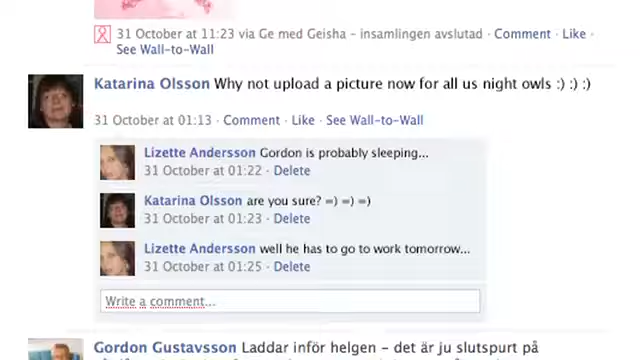 31 October at 11:23 via Ge med Geisha - insamlingen avslutad · Comment · Like ·
See Wall-to-Wall
Katarina Olsson Why not upload a picture now for all us night owls :) :) :)
31 October at 01:13 · Comment · Like · See Wall-to-Wall
Lizette Andersson Gordon is probably sleeping...
31 October at 01:22 · Delete
Katarina Olsson are you sure? =) =) =)
31 October at 01:23 · Delete
Lizette Andersson well he has to go to work tomorrow...
31 October at 01:25 · Delete
Write a comment...
Gordon Gustavsson Laddar inför helgen - det är ju slutspurt på